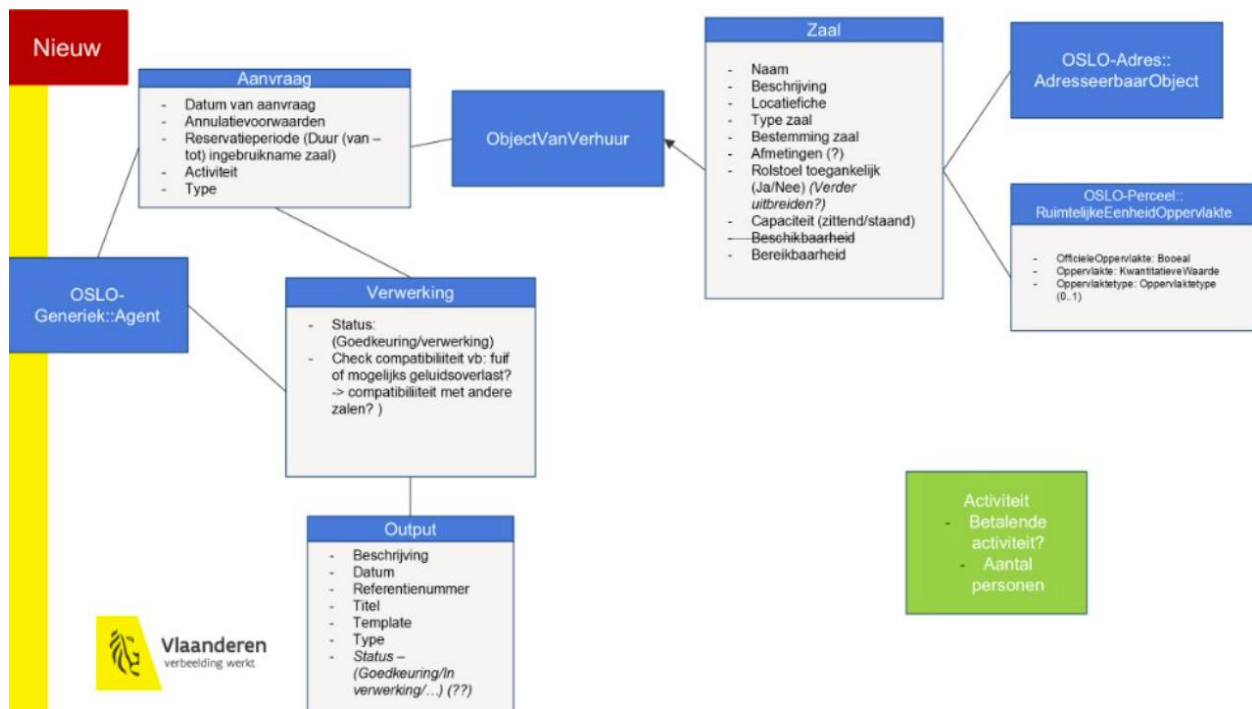 Nieuw
Aanvraag
- Datum van aanvraag
- Annulatievoorwaarden
- Reservatieperiode (Duur (van –
tot) ingebruikname zaal)
- Activiteit
- Type
ObjectVanVerhuur
Zaal
- Naam
- Beschrijving
- Locatiefiche
- Type zaal
- Bestemming zaal
- Afmetingen (?)
- Rolstoel toegankelijk
(Ja/Nee) (Verder
uitbreiden?)
- Capaciteit (zittend/staand)
- Beschikbaarheid
- Bereikbaarheid
OSLO-Adres::
AdresseerbaarObject
OSLO-Perceel::
RuimtelijkeEenheidOppervlakte
- OfficieleOppervlakte: Booeal
- Oppervlakte: KwantitatieveWaarde
- Oppervlaktetype: Oppervlaktetype
(0..1)
OSLO-
Generiek::Agent
Verwerking
- Status:
(Goedkeuring/verwerking)
- Check compatibiliiteit vb: fuif
of mogelijks geluidsoverlast?
-> compatibiliiteit met andere
zalen? )
Output
- Beschrijving
- Datum
- Referentienummer
- Titel
- Template
- Type
- Status –
(Goedkeuring/In
verwerking/…) (??)
Activiteit
- Betalende
activiteit?
- Aantal
personen
Vlaanderen
verbeelding werkt